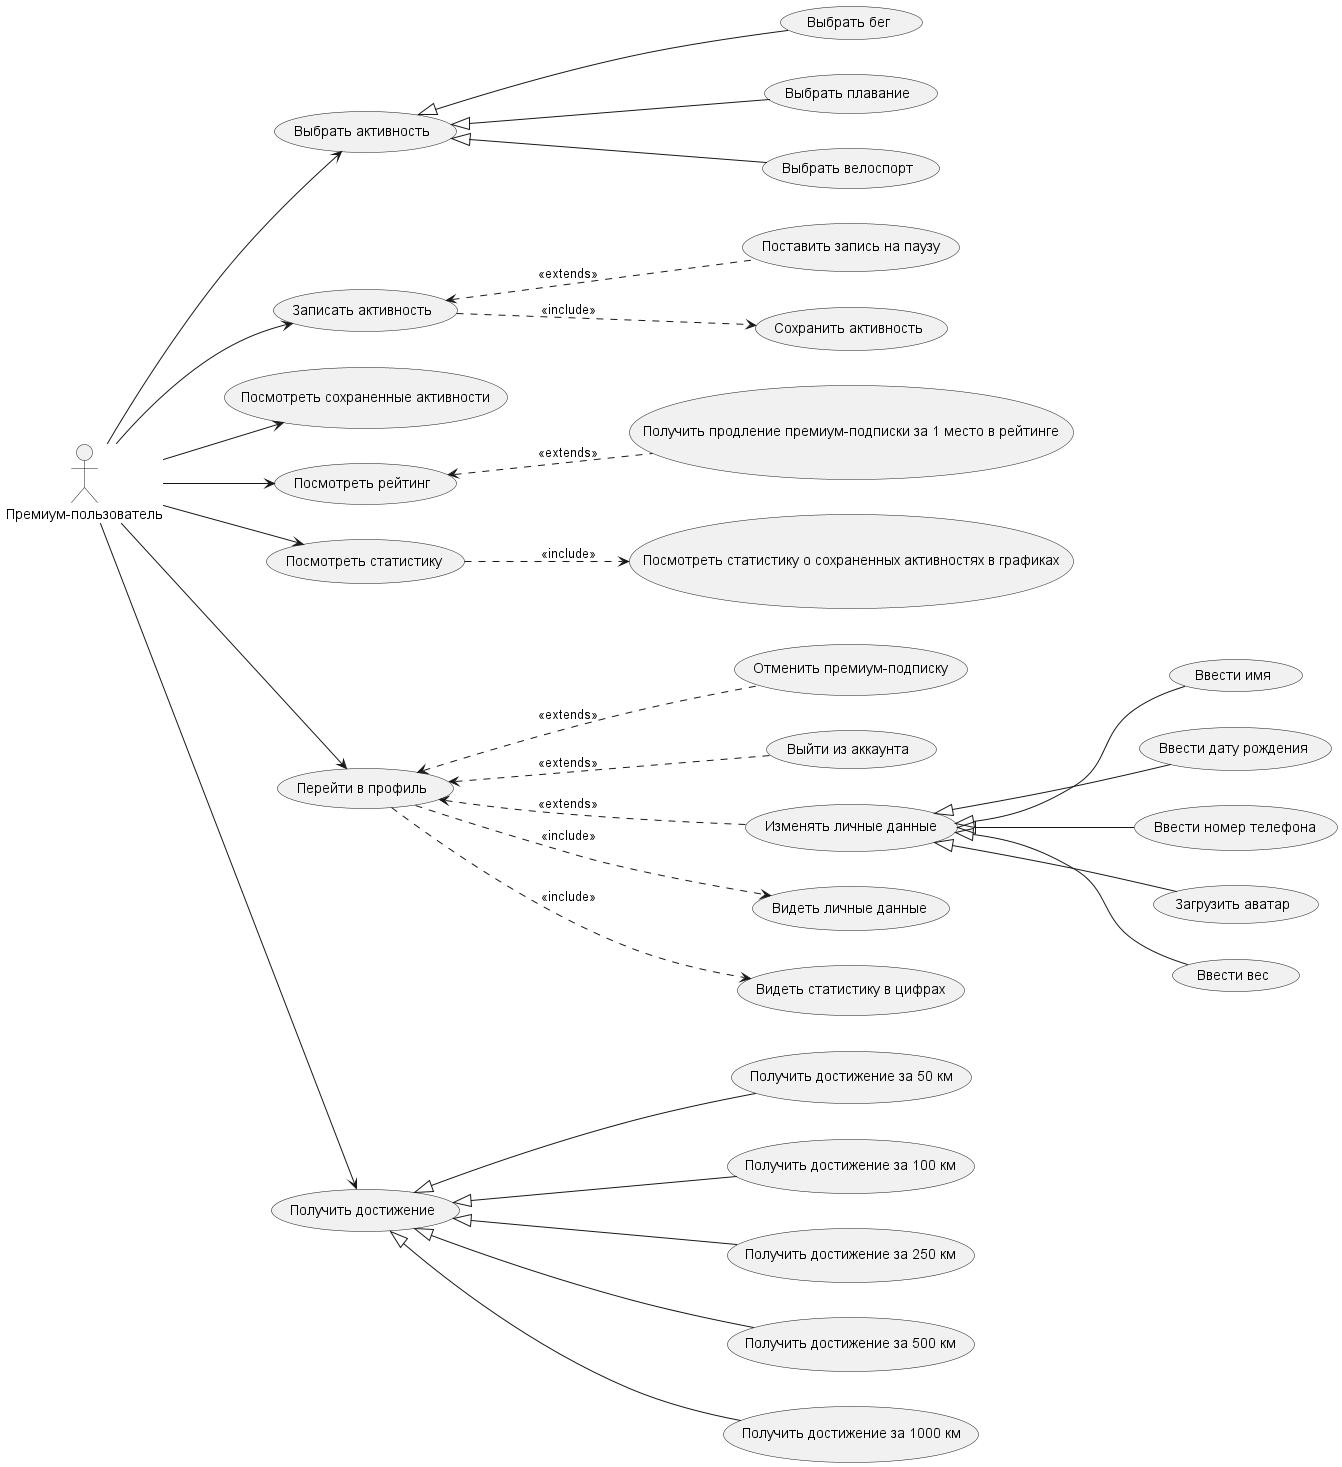 Выбрать бег
Выбрать плавание
Выбрать активность
Выбрать велоспорт
Поставить запись на паузу
«extends»
Записать активность
«include»
Сохранить активность
Посмотреть сохраненные активности
Получить продление премиум-подписки за 1 место в рейтинге
«extends»
Посмотреть рейтинг
Премиум-пользователь
Посмотреть статистику
«include»
Посмотреть статистику о сохраненных активностях в графиках
Отменить премиум-подписку
Ввести имя
«extends»
Выйти из аккаунта
Ввести дату рождения
«extends»
Перейти в профиль
«extends»
Изменять личные данные
Ввести номер телефона
«include»
Видеть личные данные
Загрузить аватар
«include»
Видеть статистику в цифрах
Ввести вес
Получить достижение за 50 км
Получить достижение за 100 км
Получить достижение
Получить достижение за 250 км
Получить достижение за 500 км
Получить достижение за 1000 км